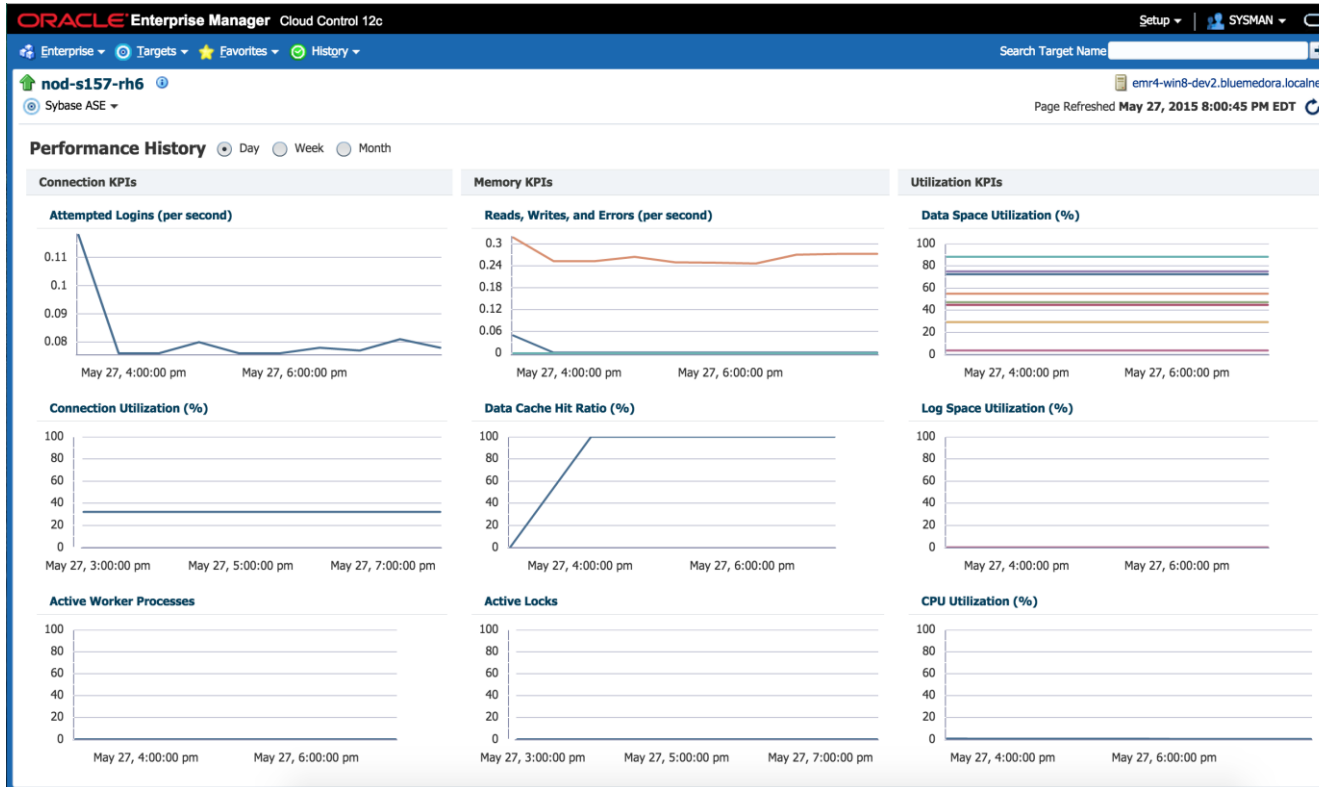 ORACLE Enterprise Manager Cloud Control 12c
Setup SYSMAN
Enterprise Targets Favorites History
Search Target Name
nod-s157-rh6
emr4-win8-dev2.bluemedora.localne
Sybase ASE
Page Refreshed May 27, 2015 8:00:45 PM EDT
Performance History Day Week Month
Connection KPIs
Attempted Logins (per second)
0.11
0.1
0.09
0.08
May 27, 4:00:00 pm May 27, 6:00:00 pm
Connection Utilization (%)
100
80
60
40
20
0
May 27, 3:00:00 pm May 27, 5:00:00 pm May 27, 7:00:00 pm
Active Worker Processes
100
80
60
40
20
0
May 27, 4:00:00 pm May 27, 6:00:00 pm
Memory KPIs
Reads, Writes, and Errors (per second)
0.3
0.24
0.18
0.12
0.06
0
May 27, 4:00:00 pm May 27, 6:00:00 pm
Data Cache Hit Ratio (%)
100
80
60
40
20
0
May 27, 4:00:00 pm May 27, 6:00:00 pm
Active Locks
100
80
60
40
20
0
May 27, 3:00:00 pm May 27, 5:00:00 pm May 27, 7:00:00 pm
Utilization KPIs
Data Space Utilization (%)
100
80
60
40
20
0
May 27, 4:00:00 pm May 27, 6:00:00 pm
Log Space Utilization (%)
100
80
60
40
20
0
May 27, 4:00:00 pm May 27, 6:00:00 pm
CPU Utilization (%)
100
80
60
40
20
0
May 27, 4:00:00 pm May 27, 6:00:00 pm